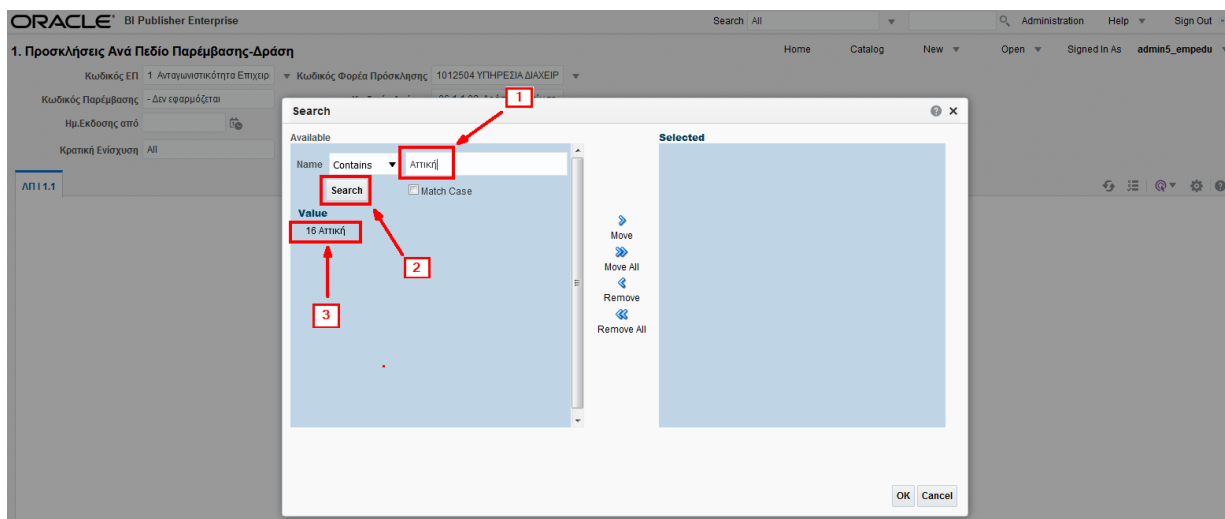 ORACLE BI Publisher Enterprise Search All Administration Help Sign Out
1. Προσκλήσεις Ανά Πεδίο Παρέμβασης-Δράση Home Catalog New Open Signed In As admin5_empedu
Κωδικός ΕΠ 1 Ανταγωνιστικότητα Επιχειρ Κωδικός Φορέα Πρόσκλησης 1012504 ΥΠΗΡΕΣΙΑ ΔΙΑΧΕΙΡ
Κωδικός Παρέμβασης - Δεν εφαρμόζεται
1
Ημ.Εκδοσης από
Κρατική Ενίσχυση All
ΛΠ Ι 1.1
Search
Available Selected
Name Contains Αττική
Search Match Case
Value
16 Αττική
2
3
Move
Move All
Remove
Remove All
OK Cancel